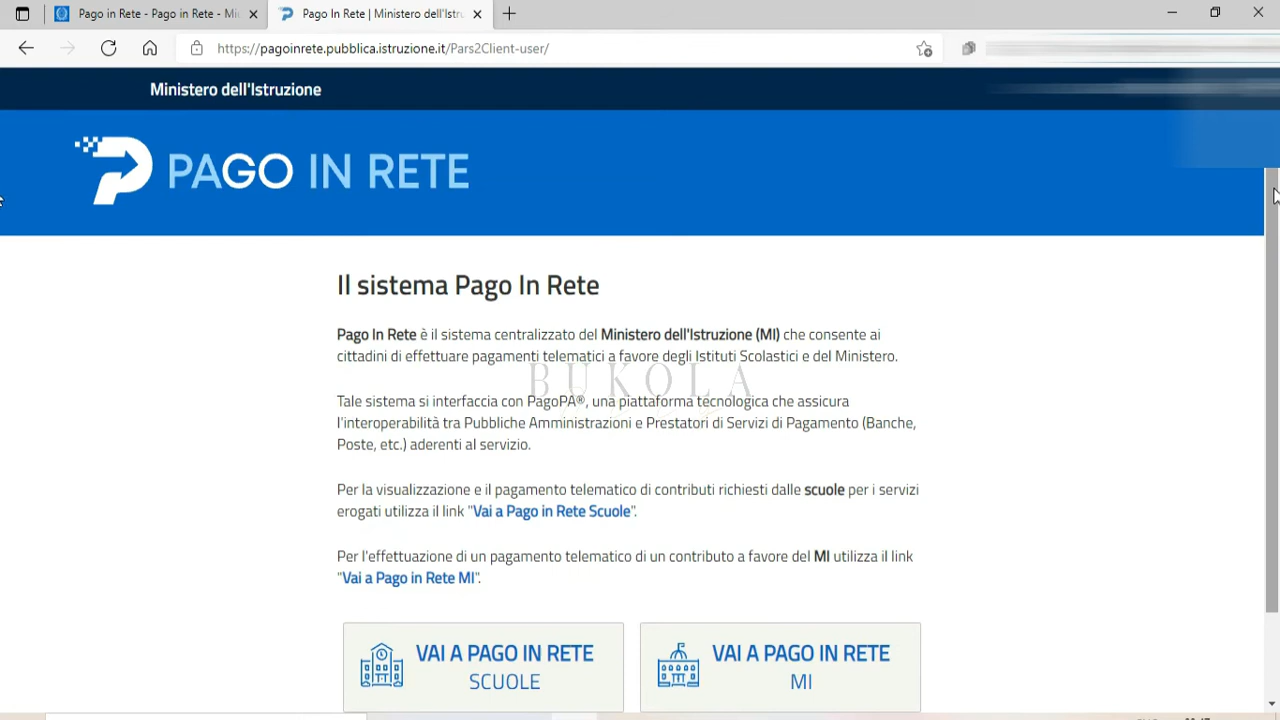 Pago in Rete - Pago in rete - Mi
Pago In Rete | Ministero dell'Istru
https://pagoinrete.pubblica.istruzione.it/Pars2Client-user/
Ministero dell'Istruzione
PAGO IN RETE
Il sistema Pago In Rete
Pago In Rete è il sistema centralizzato del Ministero dell'Istruzione (MI) che consente ai
cittadini di effettuare pagamenti telematici a favore degli Istituti Scolastici e del Ministero.
BUKOLA
Tale sistema si interfaccia con PagoPA®, una piattaforma tecnologica che assicura
l'interoperabilità tra Pubbliche Amministrazioni e Prestatori di Servizi di Pagamento (Banche,
Poste, etc.) aderenti al servizio.
Per la visualizzazione e il pagamento telematico di contributi richiesti dalle scuole per i servizi
erogati utilizza il link "Vai a Pago in Rete Scuole".
Per l'effettuazione di un pagamento telematico di un contributo a favore del MI utilizza il link
"Vai a Pago in Rete MI".
VAI A PAGO IN RETE
SCUOLE
VAI A PAGO IN RETE
MI